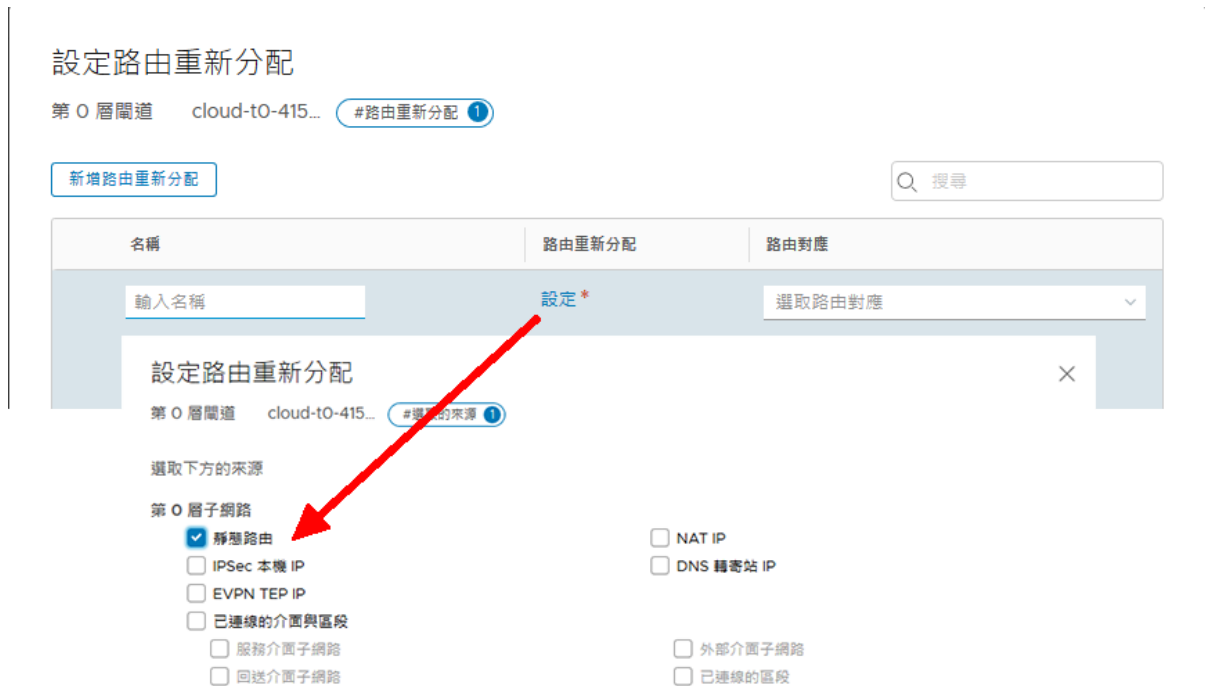 設定路由重新分配
第 0 層閘道 cloud-t0-415... #路由重新分配 1
新增路由重新分配 搜尋
名稱 路由重新分配 路由對應
輸入名稱 設定 * 選取路由對應
設定路由重新分配
第 0 層閘道 cloud-t0-415... #選取的來源 1
選取下方的來源
第 0 層子網路
靜態路由 NAT IP
IPSec 本機 IP DNS 轉寄站 IP
EVPN TEP IP
已連線的介面與區段
服務介面子網路 外部介面子網路
回送介面子網路 已連線的區段